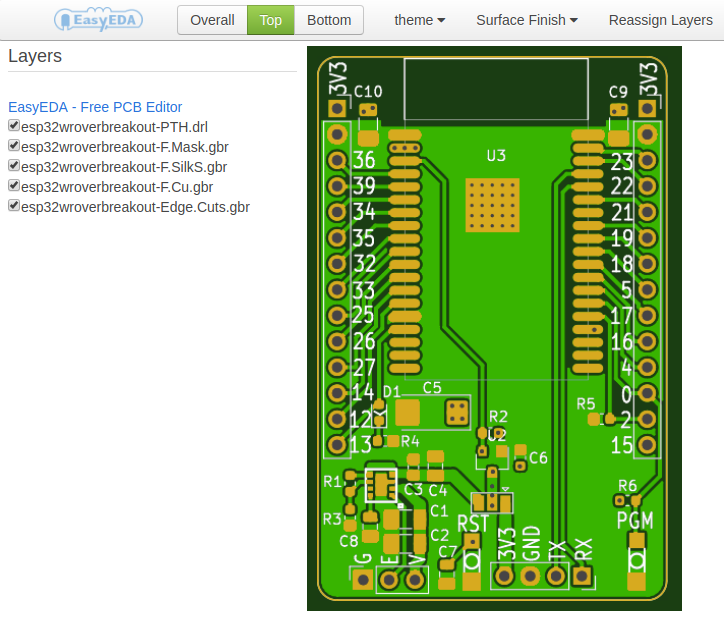 EasyEDA
Overall
Top
Bottom
theme
Surface Finish
Reassign Layers
Layers
EasyEDA - Free PCB Editor
esp32wroverbreakout-PTH.drl
esp32wroverbreakout-F.Mask.gbr
esp32wroverbreakout-F.SilkS.gbr
esp32wroverbreakout-F.Cu.gbr
esp32wroverbreakout-Edge.Cuts.gbr
3V3
C10
C9
3V3
U3
36
39
34
35
32
33
25
26
27
14
12
13
23
22
21
19
18
5
17
16
4
0
2
15
D1
C5
R4
R2
U2
C6
R5
R1
C3
C4
R6
R3
C1
RST
PGM
C8
C2
C7
G
E
V
3V3
GND
TX
RX